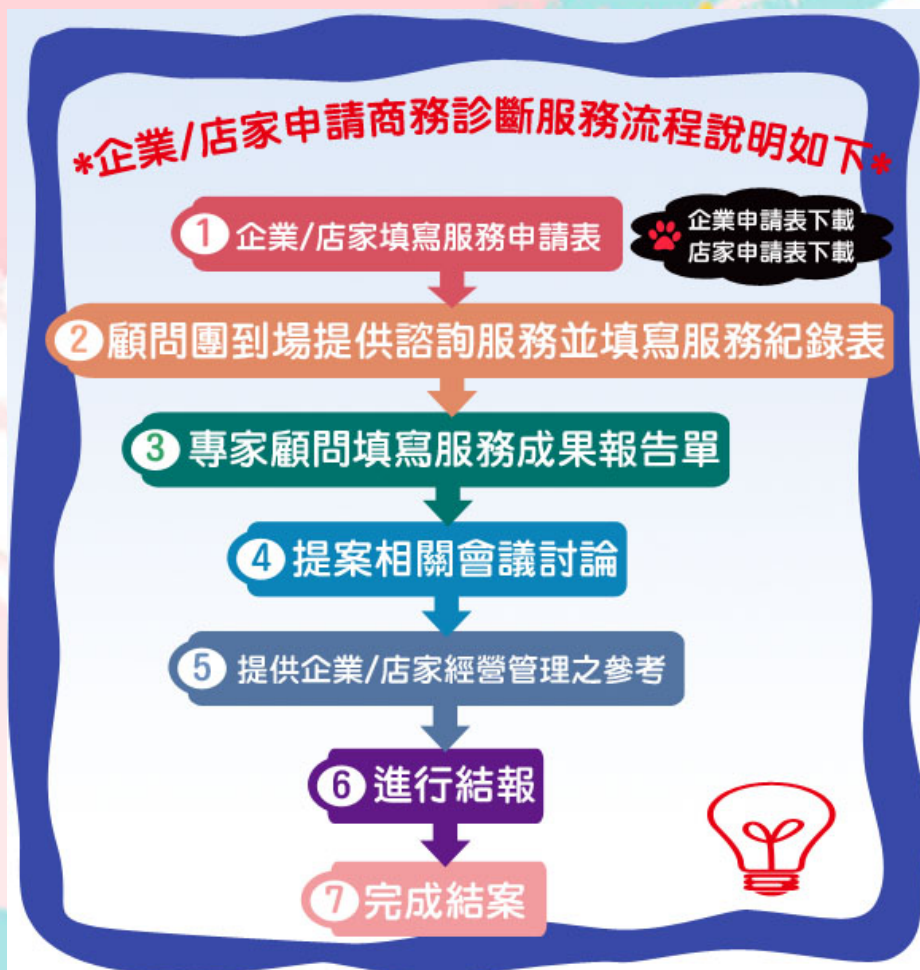 *企業/店家申請商務診斷服務流程說明如下*
1 企業/店家填寫服務申請表
企業申請表下載
店家申請表下載
2 顧問團到場提供諮詢服務並填寫服務紀錄表
3 專家顧問填寫服務成果報告單
4 提案相關會議討論
5 提供企業/店家經營管理之參考
6 進行結報
7 完成結案